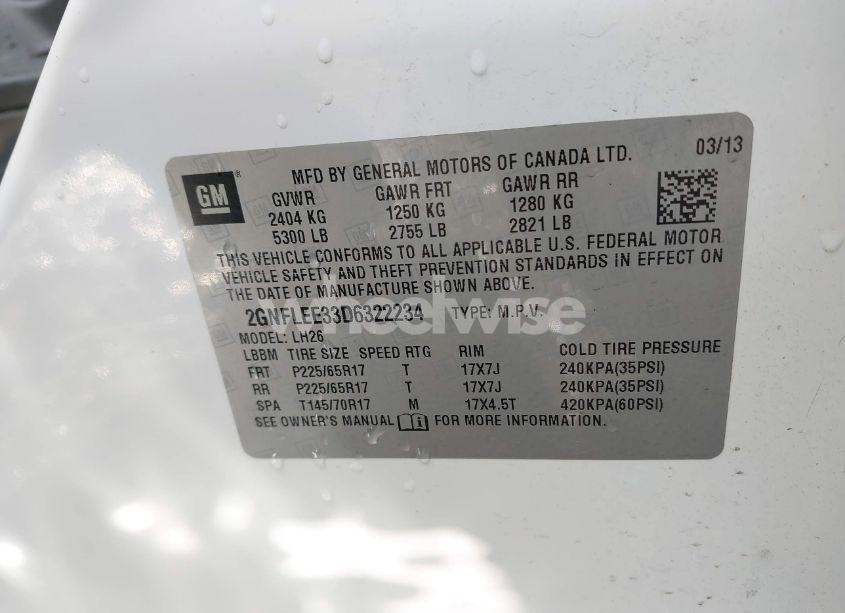 MFD BY GENERAL MOTORS OF CANADA LTD. 03/13
GM®
GVWR GAWR FRT GAWR RR
2404 KG 1250 KG 1280 KG
5300 LB 2755 LB 2821 LB
THIS VEHICLE CONFORMS TO ALL APPLICABLE U.S. FEDERAL MOTOR
VEHICLE SAFETY AND THEFT PREVENTION STANDARDS IN EFFECT ON
THE DATE OF MANUFACTURE SHOWN ABOVE.
2GNFLEE33D6322234 TYPE: M.P.V.
wheelwise
MODEL: LH26
LBBM TIRE SIZE SPEED RTG RIM COLD TIRE PRESSURE
FRT P225/65R17 T 17X7J 240KPA(35PSI)
RR P225/65R17 T 17X7J 240KPA(35PSI)
SPA T145/70R17 M 17X4.5T 420KPA(60PSI)
SEE OWNER'S MANUAL FOR MORE INFORMATION.